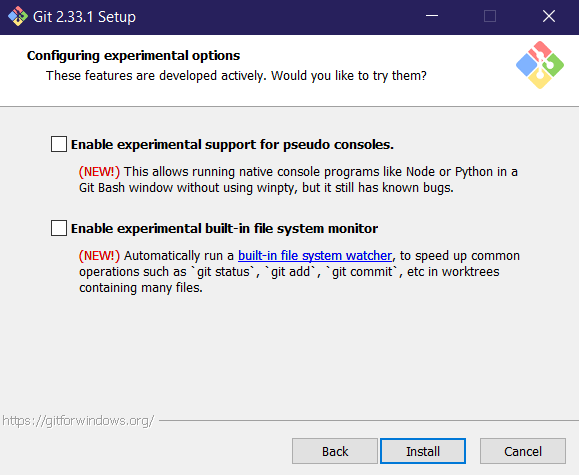 Git 2.33.1 Setup
Configuring experimental options
These features are developed actively. Would you like to try them?
Enable experimental support for pseudo consoles.
(NEW!) This allows running native console programs like Node or Python in a
Git Bash window without using winpty, but it still has known bugs.
Enable experimental built-in file system monitor
(NEW!) Automatically run a built-in file system watcher, to speed up common
operations such as `git status`, `git add`, `git commit`, etc in worktrees
containing many files.
https://gitforwindows.org/
Back
Install
Cancel